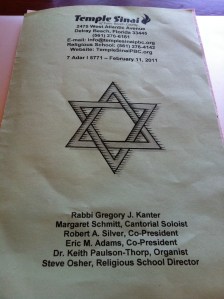 Temple Sinai
2475 West Atlantic Avenue
Delray Beach, Florida 33445
(561) 276-6161
E-mail: info@templesinaipbc.org
Religious School: (561) 276-4142
Website: TempleSinaiPBC.org
7 Adar I 5771 – February 11, 2011
Rabbi Gregory J. Kanter
Margaret Schmitt, Cantorial Soloist
Robert A. Silver, Co-President
Eric M. Adams, Co-President
Dr. Keith Paulson-Thorp, Organist
Steve Osher, Religious School Director